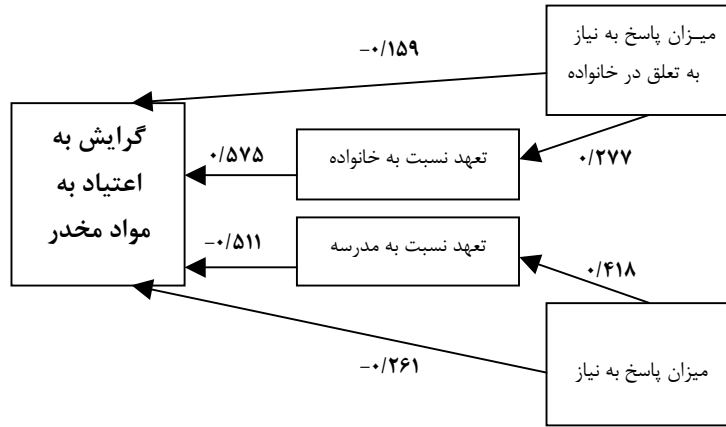 میـزان پاسخ به نیاز
به تعلق در خانواده
−۰/۱۵۹
گرایش به
اعتیاد به
مواد مخدر
۰/۵۷۵
تعهد نسبت به خانواده
۰/۲۷۷
−۰/۵۱۱
تعهد نسبت به مدرسه
۰/۴۱۸
میزان پاسخ به نیاز
−۰/۲۶۱